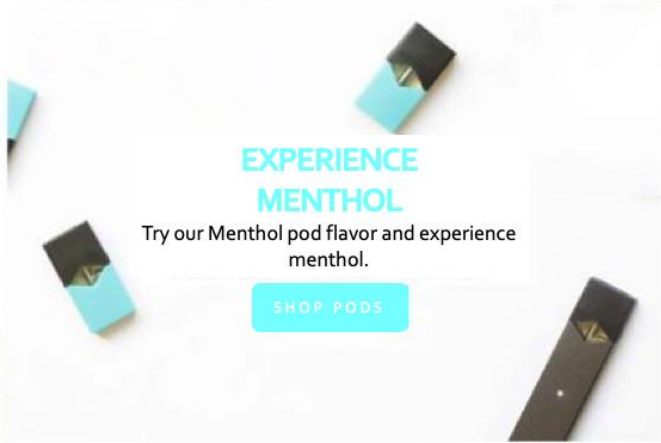 EXPERIENCE
MENTHOL
Try our Menthol pod flavor and experience
menthol.
SHOP PODS